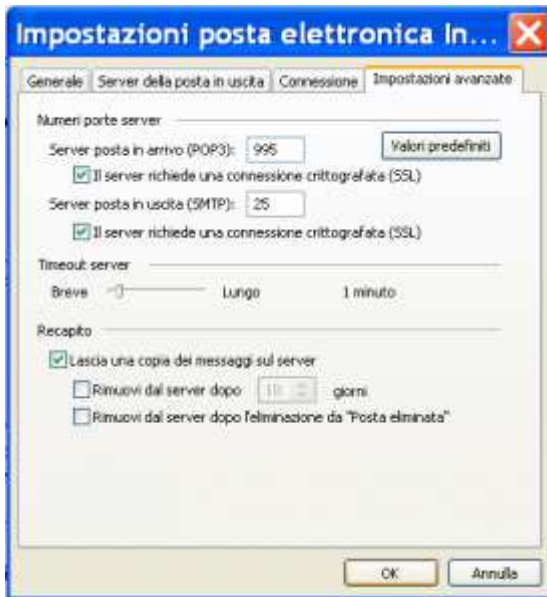 Impostazioni posta elettronica In...
Generale Server della posta in uscita Connessione Impostazioni avanzate
Numeri porte server
Server posta in arrivo (POP3): 995 Valori predefiniti
Il server richiede una connessione crittografata (SSL)
Server posta in uscita (SMTP): 25
Il server richiede una connessione crittografata (SSL)
Timeout server
Breve Lungo 1 minuto
Recapito
Lascia una copia dei messaggi sul server
Rimuovi dal server dopo 10 giorni
Rimuovi dal server dopo l'eliminazione da "Posta eliminata"
OK Annulla